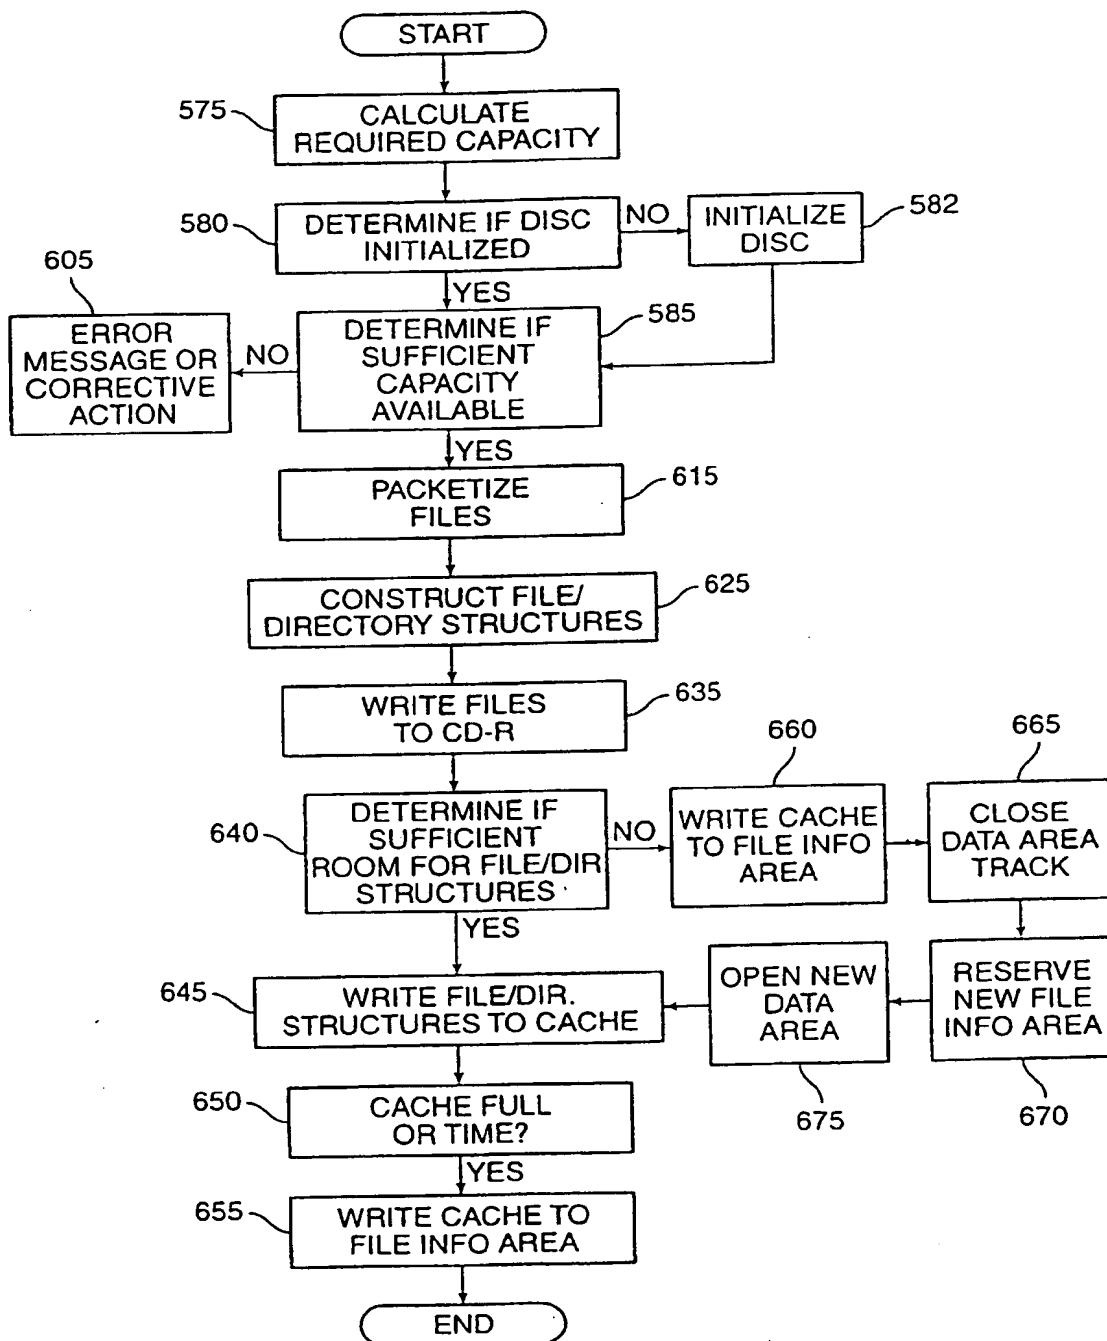 START
575
CALCULATE
REQUIRED CAPACITY
580
DETERMINE IF DISC
INITIALIZED
NO
INITIALIZE
DISC
582
YES
605
ERROR
MESSAGE OR
CORRECTIVE
ACTION
NO
DETERMINE IF
SUFFICIENT
CAPACITY
AVAILABLE
585
YES
PACKETIZE
FILES
615
CONSTRUCT FILE/
DIRECTORY STRUCTURES
625
WRITE FILES
TO CD-R
635
640
DETERMINE IF
SUFFICIENT
ROOM FOR FILE/DIR
STRUCTURES
NO
660
WRITE CACHE
TO FILE INFO
AREA
665
CLOSE
DATA AREA
TRACK
YES
645
WRITE FILE/DIR.
STRUCTURES TO CACHE
OPEN NEW
DATA
AREA
675
RESERVE
NEW FILE
INFO AREA
670
650
CACHE FULL
OR TIME?
YES
655
WRITE CACHE TO
FILE INFO AREA
END